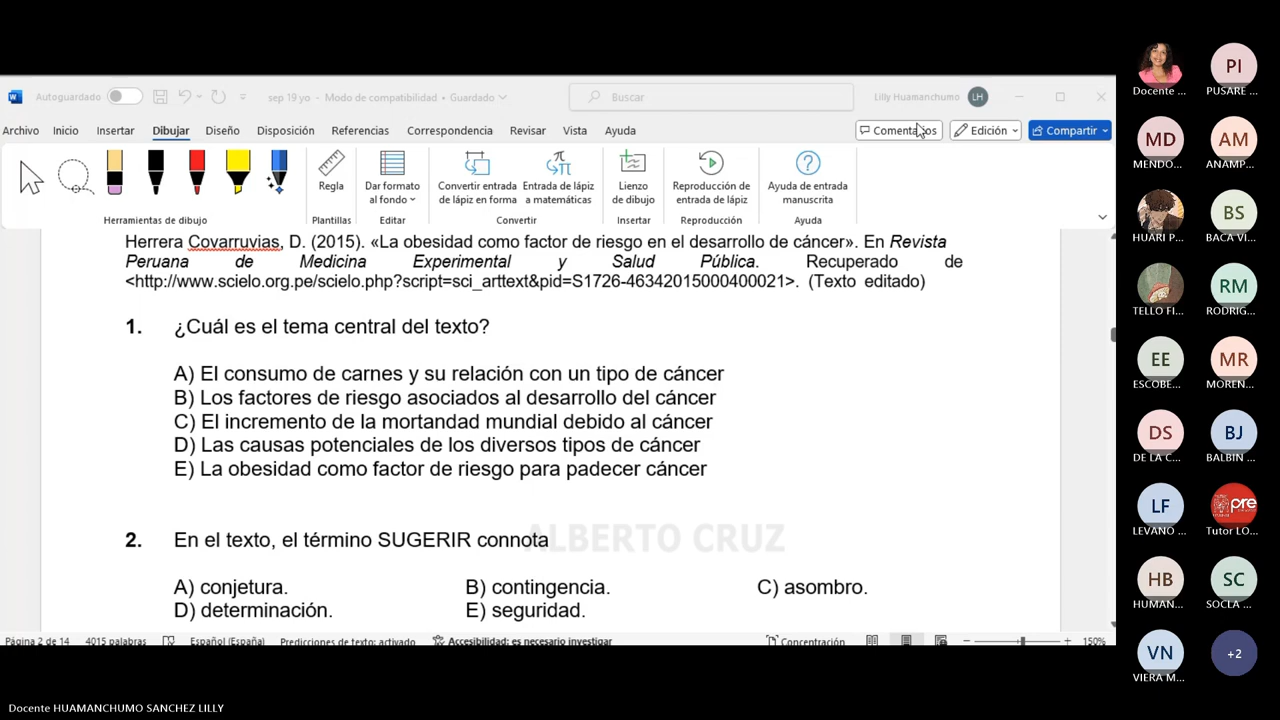 Autoguardado
sep 19 yo - Modo de compatibilidad • Guardado
Buscar
Lilly Huamanchumo
LH
Archivo Inicio Insertar Dibujar Diseño Disposición Referencias Correspondencia Revisar Vista Ayuda
Comentarios Edición Compartir
Regla
Dar formato al fondo
Convertir entrada de lápiz en forma
Entrada de lápiz a matemáticas
Lienzo de dibujo
Reproducción de entrada de lápiz
Ayuda de entrada manuscrita
Herramientas de dibujo Plantillas Editar Convertir Insertar Reproducción Ayuda
Herrera Covarruvias, D. (2015). «La obesidad como factor de riesgo en el desarrollo de cáncer». En Revista
Peruana de Medicina Experimental y Salud Pública. Recuperado de
<http://www.scielo.org.pe/scielo.php?script=sci_arttext&pid=S1726-46342015000400021>. (Texto editado)
1. ¿Cuál es el tema central del texto?
A) El consumo de carnes y su relación con un tipo de cáncer
B) Los factores de riesgo asociados al desarrollo del cáncer
C) El incremento de la mortandad mundial debido al cáncer
D) Las causas potenciales de los diversos tipos de cáncer
E) La obesidad como factor de riesgo para padecer cáncer
ALBERTO CRUZ
2. En el texto, el término SUGERIR connota
A) conjetura. B) contingencia. C) asombro.
D) determinación. E) seguridad.
Página 2 de 14 4015 palabras Español (España) Predicciones de texto: activado Accesibilidad: es necesario investigar Concentración 150%
Docente HUAMANCHUMO SANCHEZ LILLY
Docente ...
PI
PUSARE ...
MD
MENDO...
AM
ANAMP...
HUARI P...
BS
BACA VI...
TELLO FI...
RM
RODRIG...
EE
ESCOBE...
MR
MOREN...
DS
DE LA C...
BJ
BALBIN ...
LF
LEVANO ...
pre
Tutor LO...
HB
HUMAN...
SC
SOCLA ...
VN
VIERA M...
+2